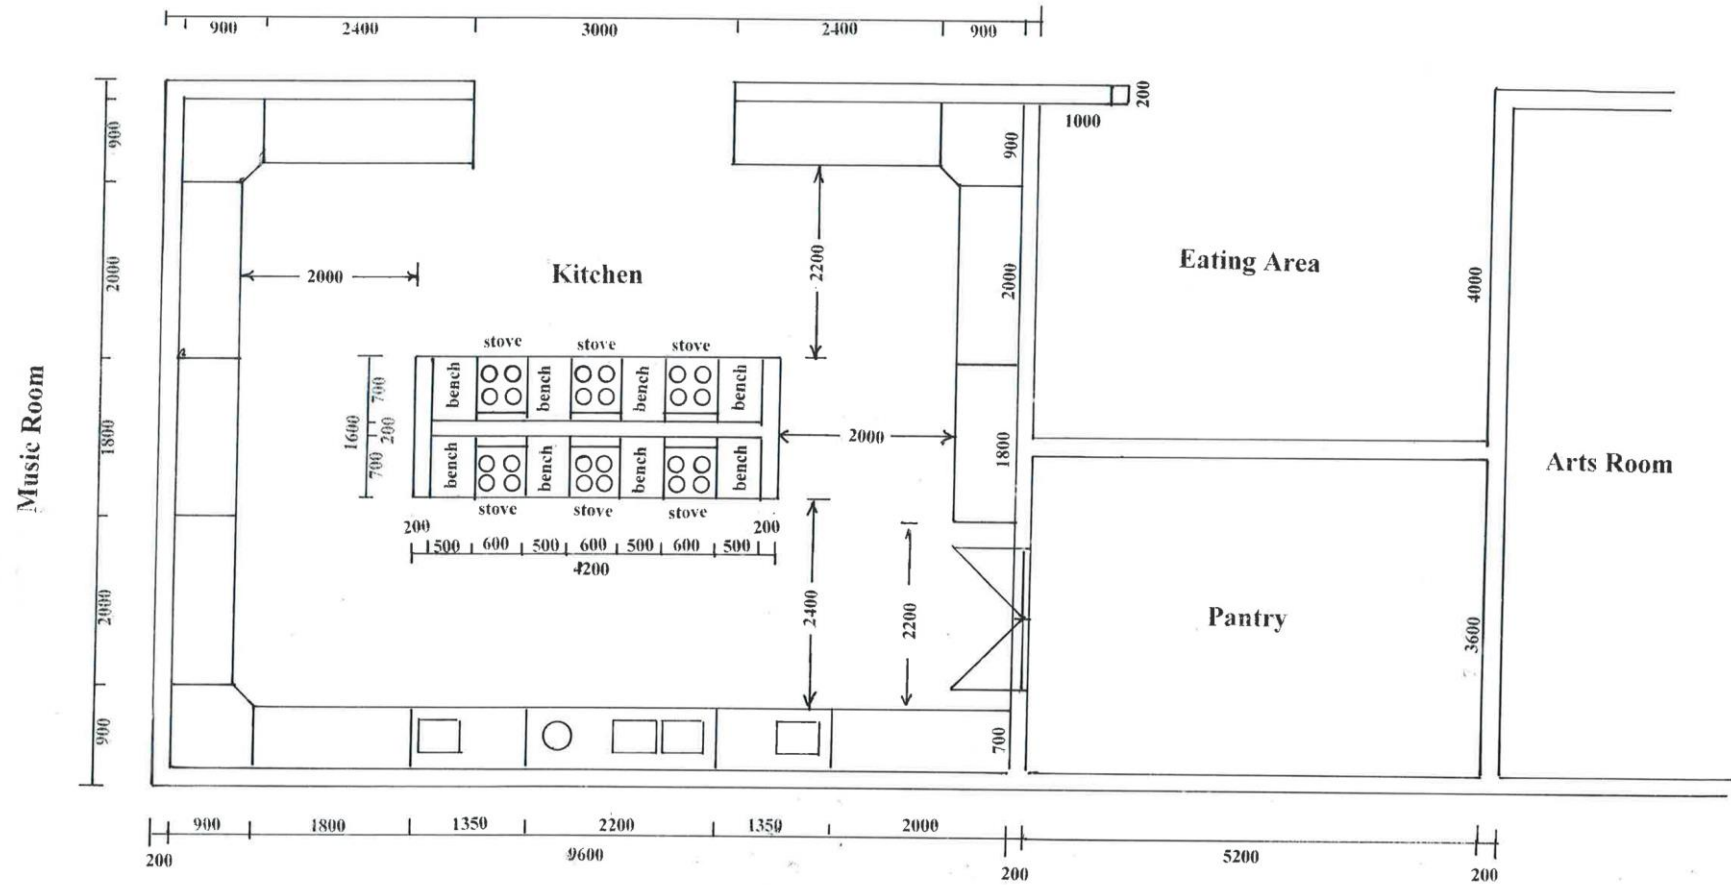 900 2400 3000 2400 900
200
1000
900
900
2000
2200
2000
2000
4000
Kitchen
Eating Area
stove stove stove
bench bench bench bench
700
1600 200
700
bench bench bench bench
stove stove stove
2000
1800
1800
Music Room
Arts Room
200 200
500 600 500 600 500 600 500
4200
2000
2400
2200
Pantry
3600
900
700
900 1800 1350 2200 1350 2000
200 9600 200 5200 200